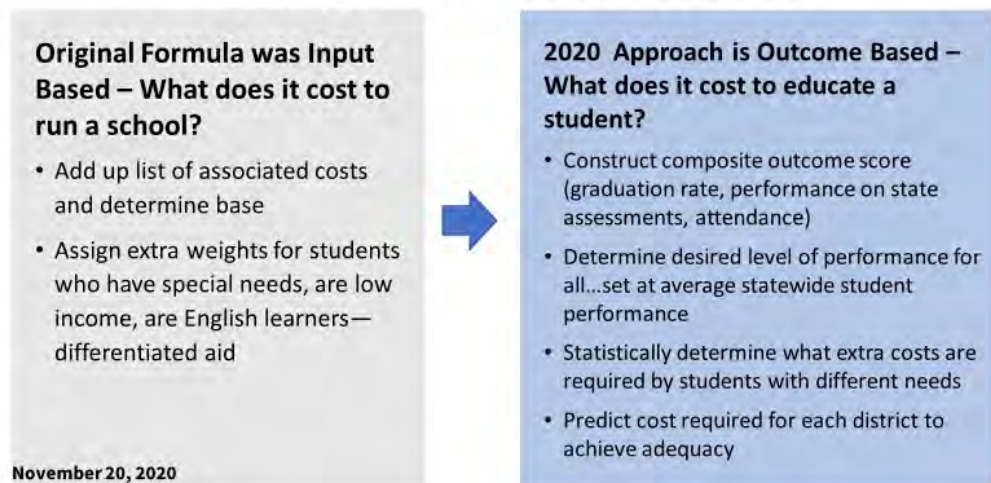 Original Formula was Input
Based – What does it cost to
run a school?
• Add up list of associated costs
and determine base
• Assign extra weights for students
who have special needs, are low
income, are English learners—
differentiated aid
November 20, 2020
2020 Approach is Outcome Based –
What does it cost to educate a
student?
• Construct composite outcome score
(graduation rate, performance on state
assessments, attendance)
• Determine desired level of performance for
all...set at average statewide student
performance
• Statistically determine what extra costs are
required by students with different needs
• Predict cost required for each district to
achieve adequacy